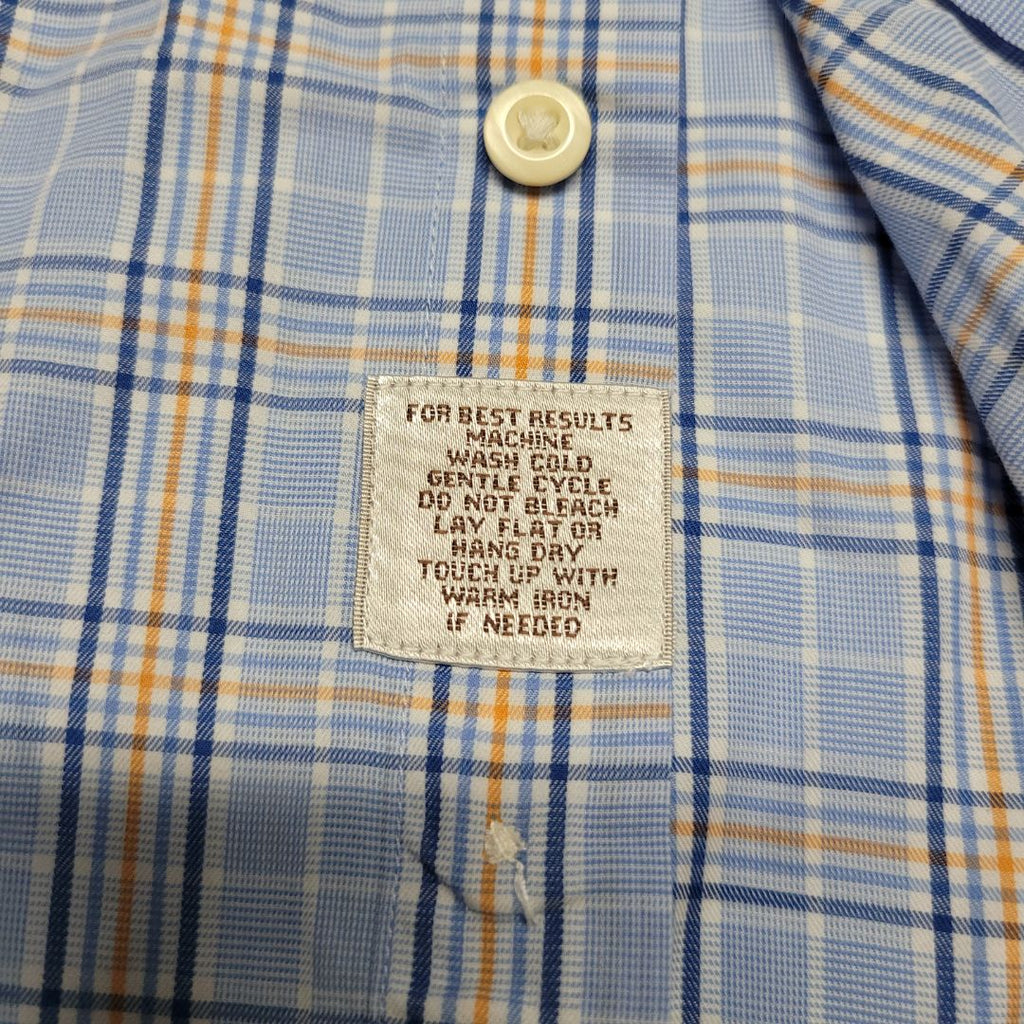 FOR BEST RESULTS
MACHINE
WASH COLD
GENTLE CYCLE
DO NOT BLEACH
LAY FLAT OR
HANG DRY
TOUCH UP WITH
WARM IRON
IF NEEDED